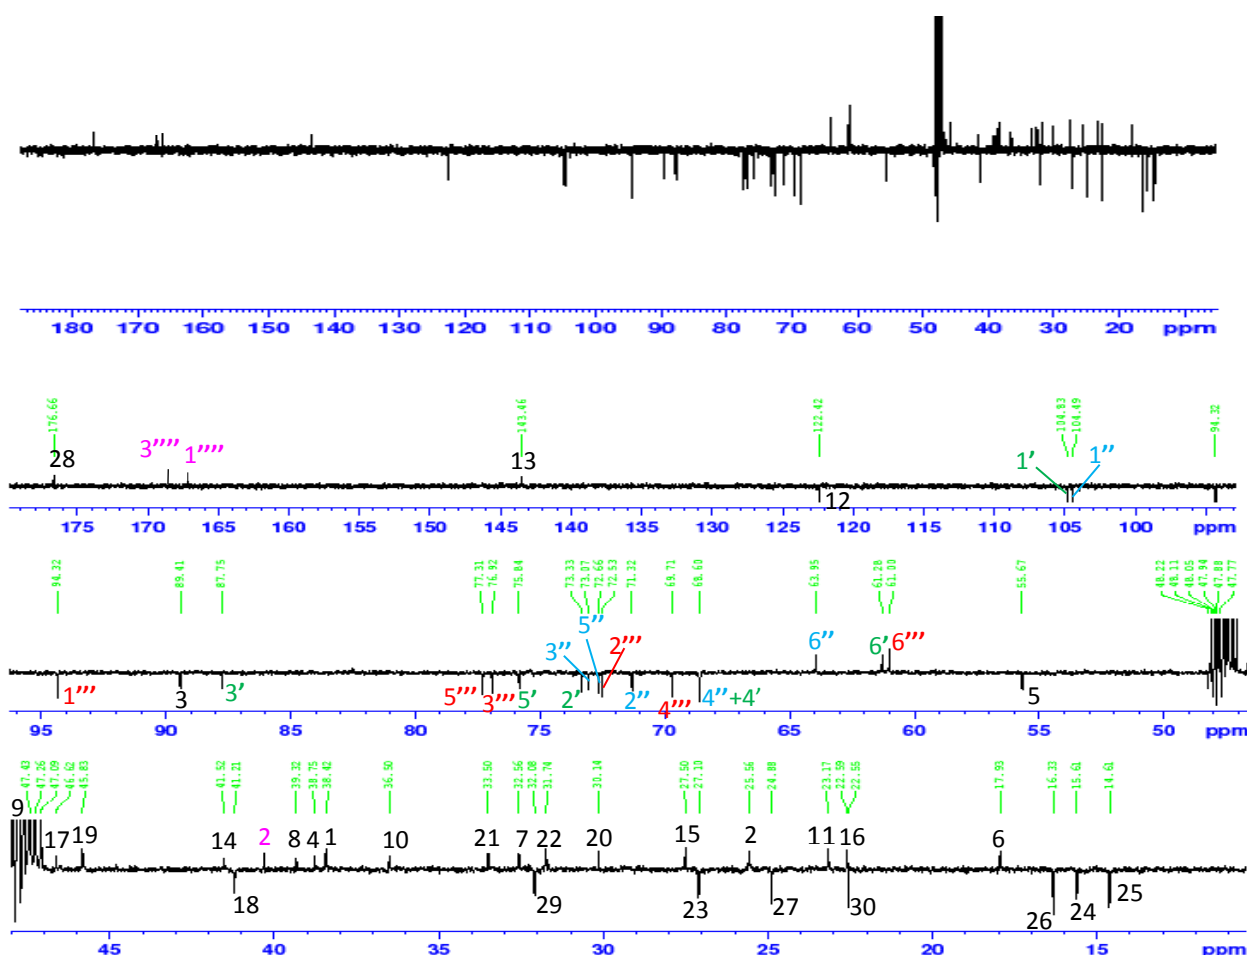 180 170 160 150 140 130 120 110 100 90 80 70 60 50 40 30 20 ppm
176.66 143.46 122.42 104.83 104.49 94.32
28 3'''' 1'''' 13 12 1' 1''
175 170 165 160 155 150 145 140 135 130 125 120 115 110 105 100 ppm
94.32 89.41 87.75 77.31 76.92 75.84 73.33 73.07 72.66 72.53 71.32 69.71 68.60 63.95 61.28 61.00 55.67 48.22 48.11 48.05 47.94 47.88 47.77
1''' 3 3' 5''' 3''' 5' 2' 3'' 5'' 2''' 2'' 4''' 4''+4' 6'' 6' 6''' 5
95 90 85 80 75 70 65 60 55 50 ppm
47.43 47.26 47.09 46.62 45.83 41.52 41.21 39.32 38.75 38.42 36.50 33.50 32.56 32.08 31.74 30.14 27.50 27.10 25.56 24.88 23.17 22.59 22.55 17.93 16.33 15.61 14.61
9 17 19 14 18 2 8 4 1 10 21 7 29 22 20 15 23 2 27 11 16 30 6 26 24 25
45 40 35 30 25 20 15 ppm